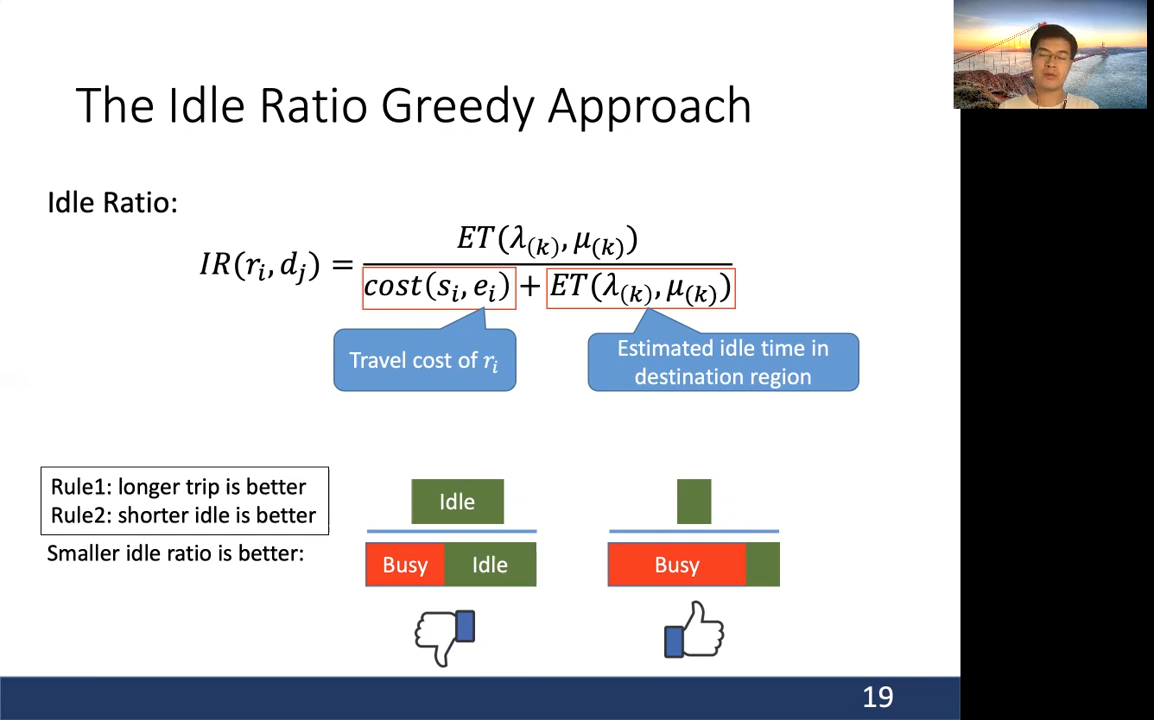 The Idle Ratio Greedy Approach
Idle Ratio:
IR(r_i, d_j) = ET(λ_(k), μ_(k)) / cost(s_i, e_i) + ET(λ_(k), μ_(k))
Travel cost of r_i
Estimated idle time in
destination region
Rule1: longer trip is better
Rule2: shorter idle is better
Smaller idle ratio is better:
Idle
Busy Idle
Busy
19